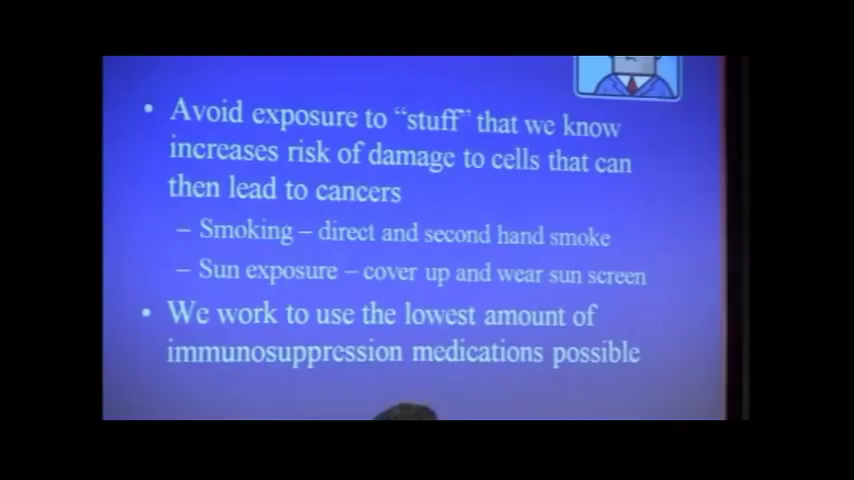 • Avoid exposure to “stuff” that we know
increases risk of damage to cells that can
then lead to cancers
– Smoking – direct and second hand smoke
– Sun exposure – cover up and wear sun screen
• We work to use the lowest amount of
immunosuppression medications possible